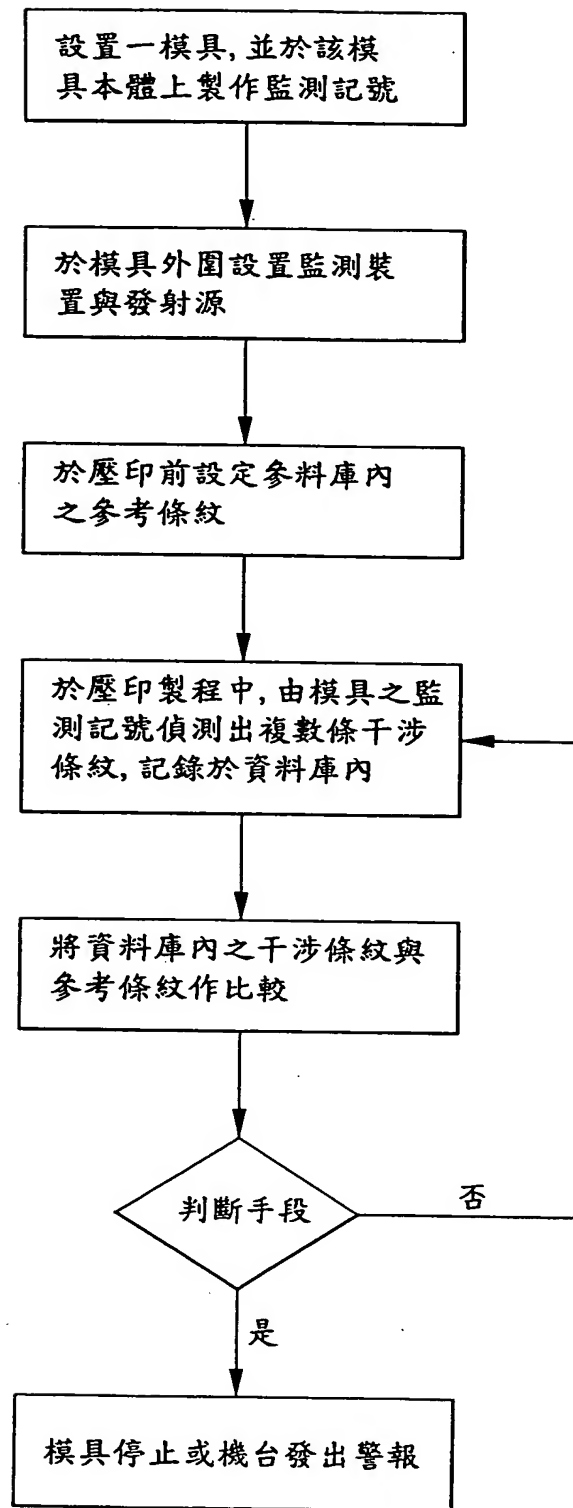 設置一模具,並於該模
具本體上製作監測記號
於模具外圍設置監測裝
置與發射源
於壓印前設定參料庫內
之參考條紋
於壓印製程中,由模具之監
測記號偵測出複數條干涉
條紋,記錄於資料庫內
將資料庫內之干涉條紋與
參考條紋作比較
判斷手段
否
是
模具停止或機台發出警報